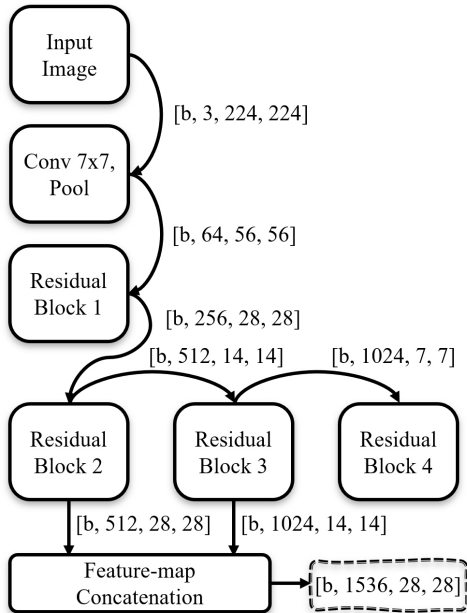 Input
Image
[b, 3, 224, 224]
Conv 7x7,
Pool
[b, 64, 56, 56]
Residual
Block 1
[b, 256, 28, 28]
[b, 512, 14, 14]
[b, 1024, 7, 7]
Residual
Block 2
Residual
Block 3
Residual
Block 4
[b, 512, 28, 28]
[b, 1024, 14, 14]
Feature-map
Concatenation
[b, 1536, 28, 28]